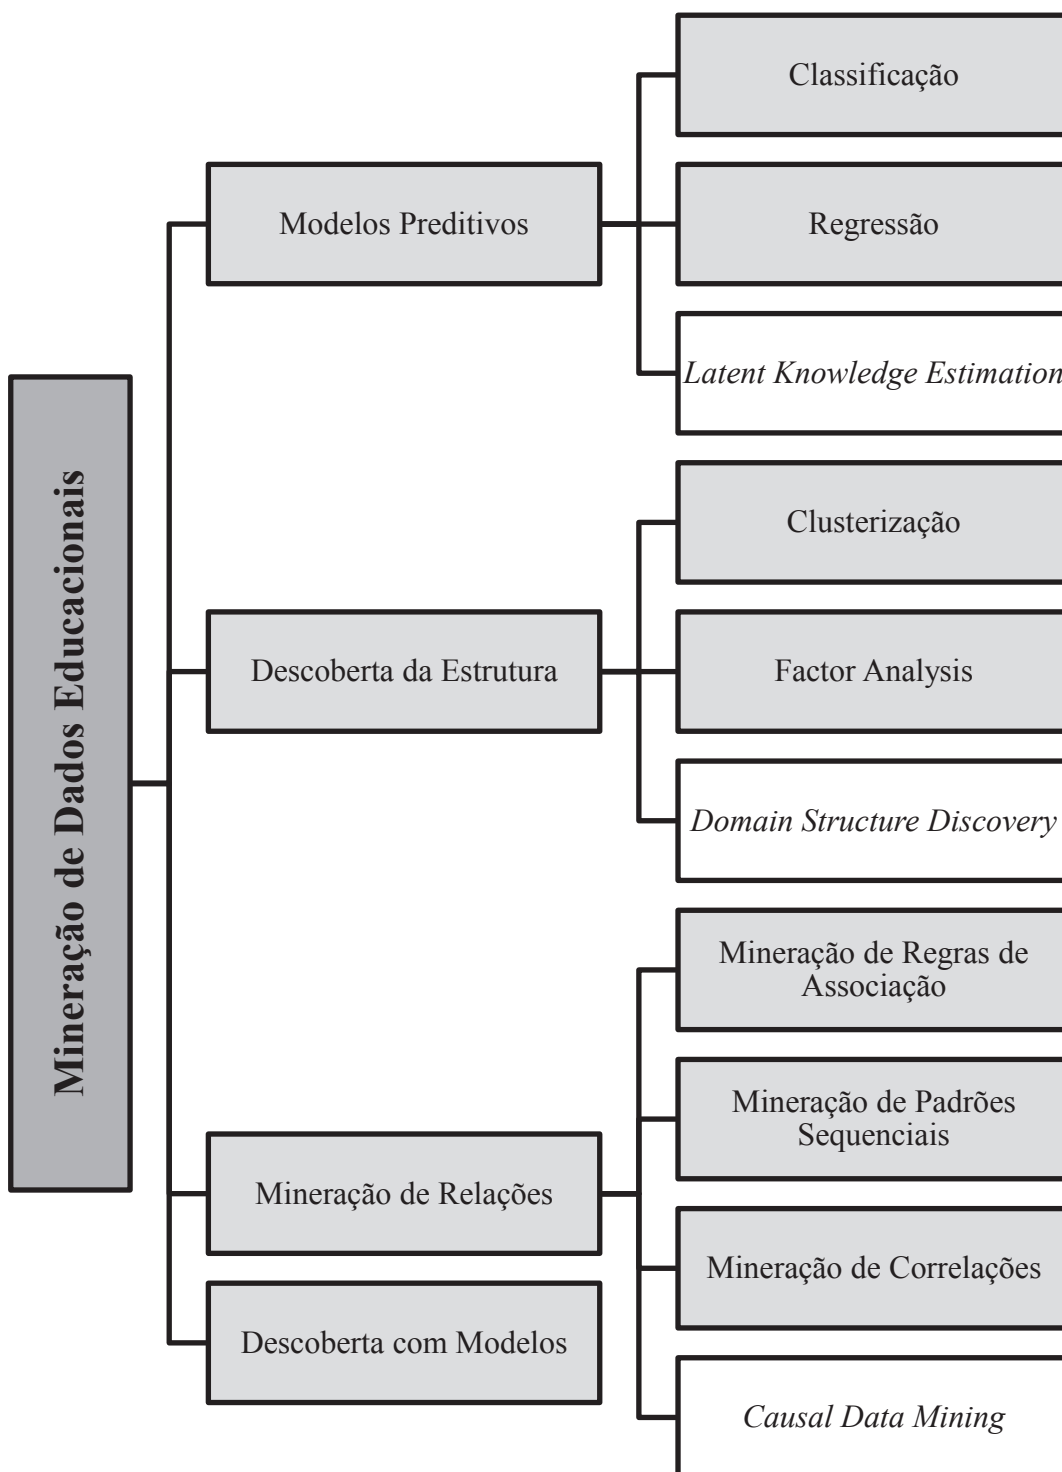 Mineração de Dados Educacionais
Modelos Preditivos
Classificação
Regressão
Latent Knowledge Estimation
Descoberta da Estrutura
Clusterização
Factor Analysis
Domain Structure Discovery
Mineração de Relações
Mineração de Regras de
Associação
Mineração de Padrões
Sequenciais
Mineração de Correlações
Causal Data Mining
Descoberta com Modelos